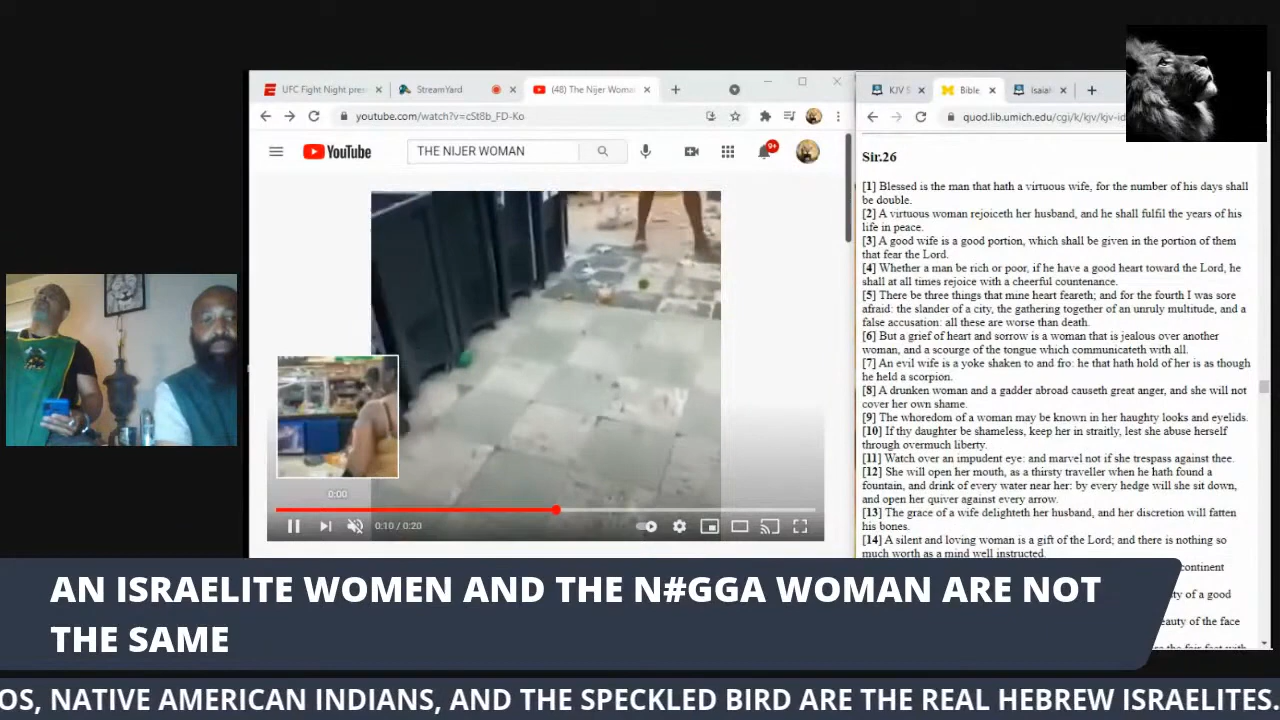 UFC Fight Night pre
StreamYard
(48) The Nijer Woma
youtube.com/watch?v=cSt8b_FD-Ko
YouTube
THE NIJER WOMAN
9+
0:00
0:10 / 0:20
KJV S
Bible
Isaiah
quod.lib.umich.edu/cgi/k/kjv/kjv-id
Sir.26
[1] Blessed is the man that hath a virtuous wife, for the number of his days shall
be double.
[2] A virtuous woman rejoiceth her husband, and he shall fulfil the years of his
life in peace.
[3] A good wife is a good portion, which shall be given in the portion of them
that fear the Lord.
[4] Whether a man be rich or poor, if he have a good heart toward the Lord, he
shall at all times rejoice with a cheerful countenance.
[5] There be three things that mine heart feareth; and for the fourth I was sore
afraid: the slander of a city, the gathering together of an unruly multitude, and a
false accusation: all these are worse than death.
[6] But a grief of heart and sorrow is a woman that is jealous over another
woman, and a scourge of the tongue which communicateth with all.
[7] An evil wife is a yoke shaken to and fro: he that hath hold of her is as though
he held a scorpion.
[8] A drunken woman and a gadder abroad causeth great anger, and she will not
cover her own shame.
[9] The whoredom of a woman may be known in her haughty looks and eyelids.
[10] If thy daughter be shameless, keep her in straitly, lest she abuse herself
through overmuch liberty.
[11] Watch over an impudent eye: and marvel not if she trespass against thee.
[12] She will open her mouth, as a thirsty traveller when he hath found a
fountain, and drink of every water near her: by every hedge will she sit down,
and open her quiver against every arrow.
[13] The grace of a wife delighteth her husband, and her discretion will fatten
his bones.
[14] A silent and loving woman is a gift of the Lord; and there is nothing so
much worth as a mind well instructed.
continent
ty of a good
eauty of the face
AN ISRAELITE WOMEN AND THE N#GGA WOMAN ARE NOT
THE SAME
OS, NATIVE AMERICAN INDIANS, AND THE SPECKLED BIRD ARE THE REAL HEBREW ISRAELITES.